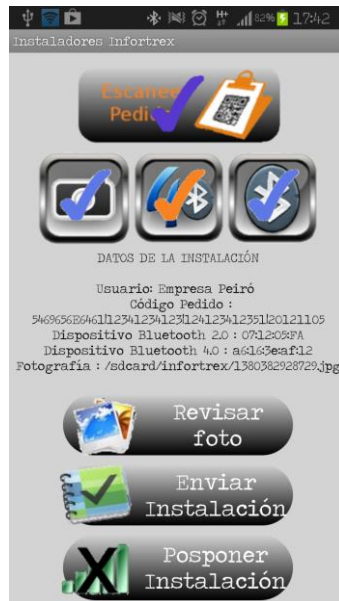 H+ 82% 17:42
Instaladores Infortrex
Escanee
Pedido
DATOS DE LA INSTALACIÓN
Usuario: Empresa Peiró
Código Pedido :
Dispositivo Bluetooth 2.0 : 07:12:05:FA
Dispositivo Bluetooth 4.0 : a6:16:3e:af:12
Fotografía : /sdcard/infortrex/1380382928729.jpg
Revisar
foto
Enviar
Instalación
Posponer
Instalación